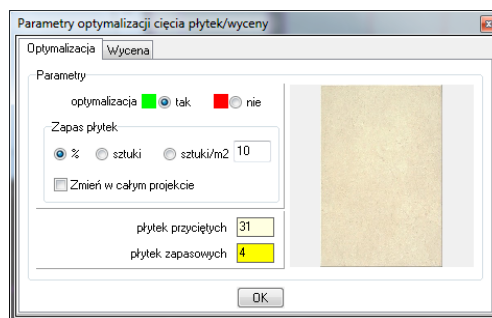 Parametry optymalizacji cięcia płytek/wyceny
Optymalizacja Wycena
Parametry
optymalizacja tak nie
Zapas płytek
% sztuki sztuki/m2 10
Zmień w całym projekcie
płytek przyciętych 31
płytek zapasowych 4
OK